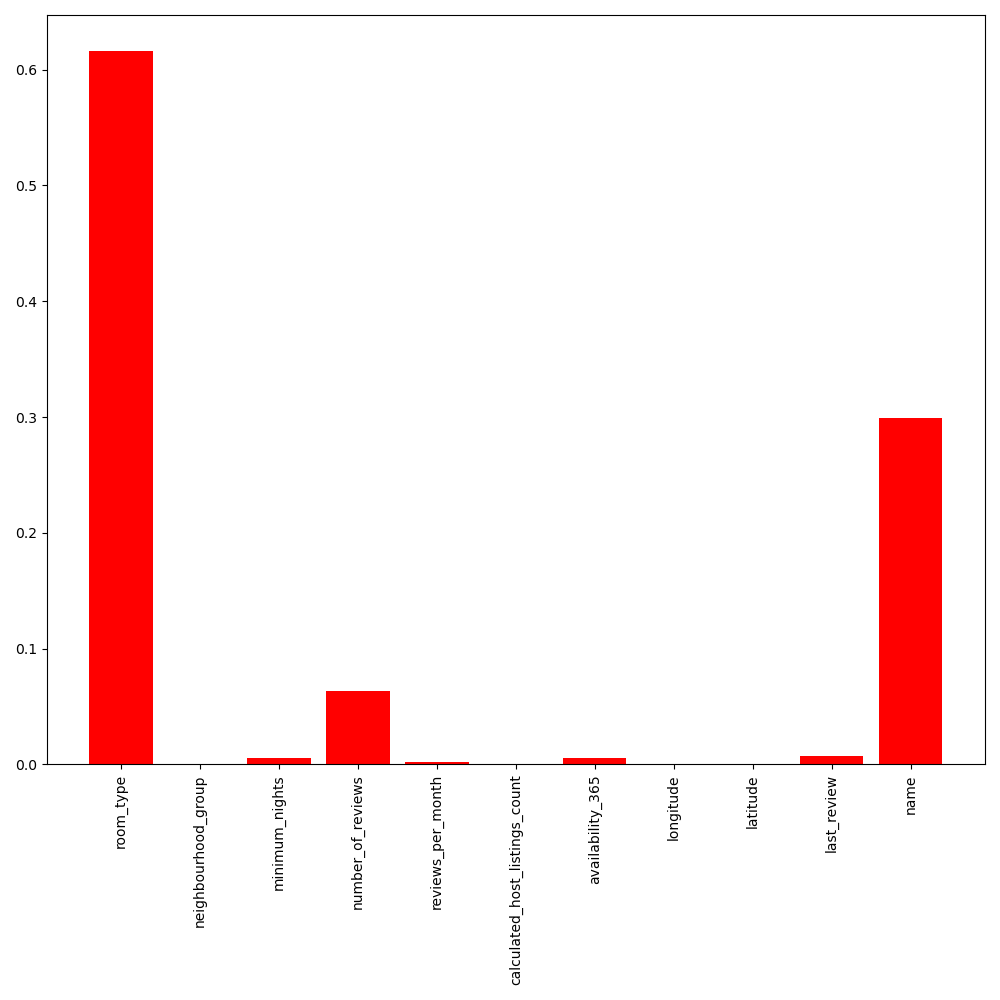 0.6
0.5
0.4
0.3
0.2
0.1
0.0
room_type
neighbourhood_group
minimum_nights
number_of_reviews
reviews_per_month
calculated_host_listings_count
availability_365
longitude
latitude
last_review
name